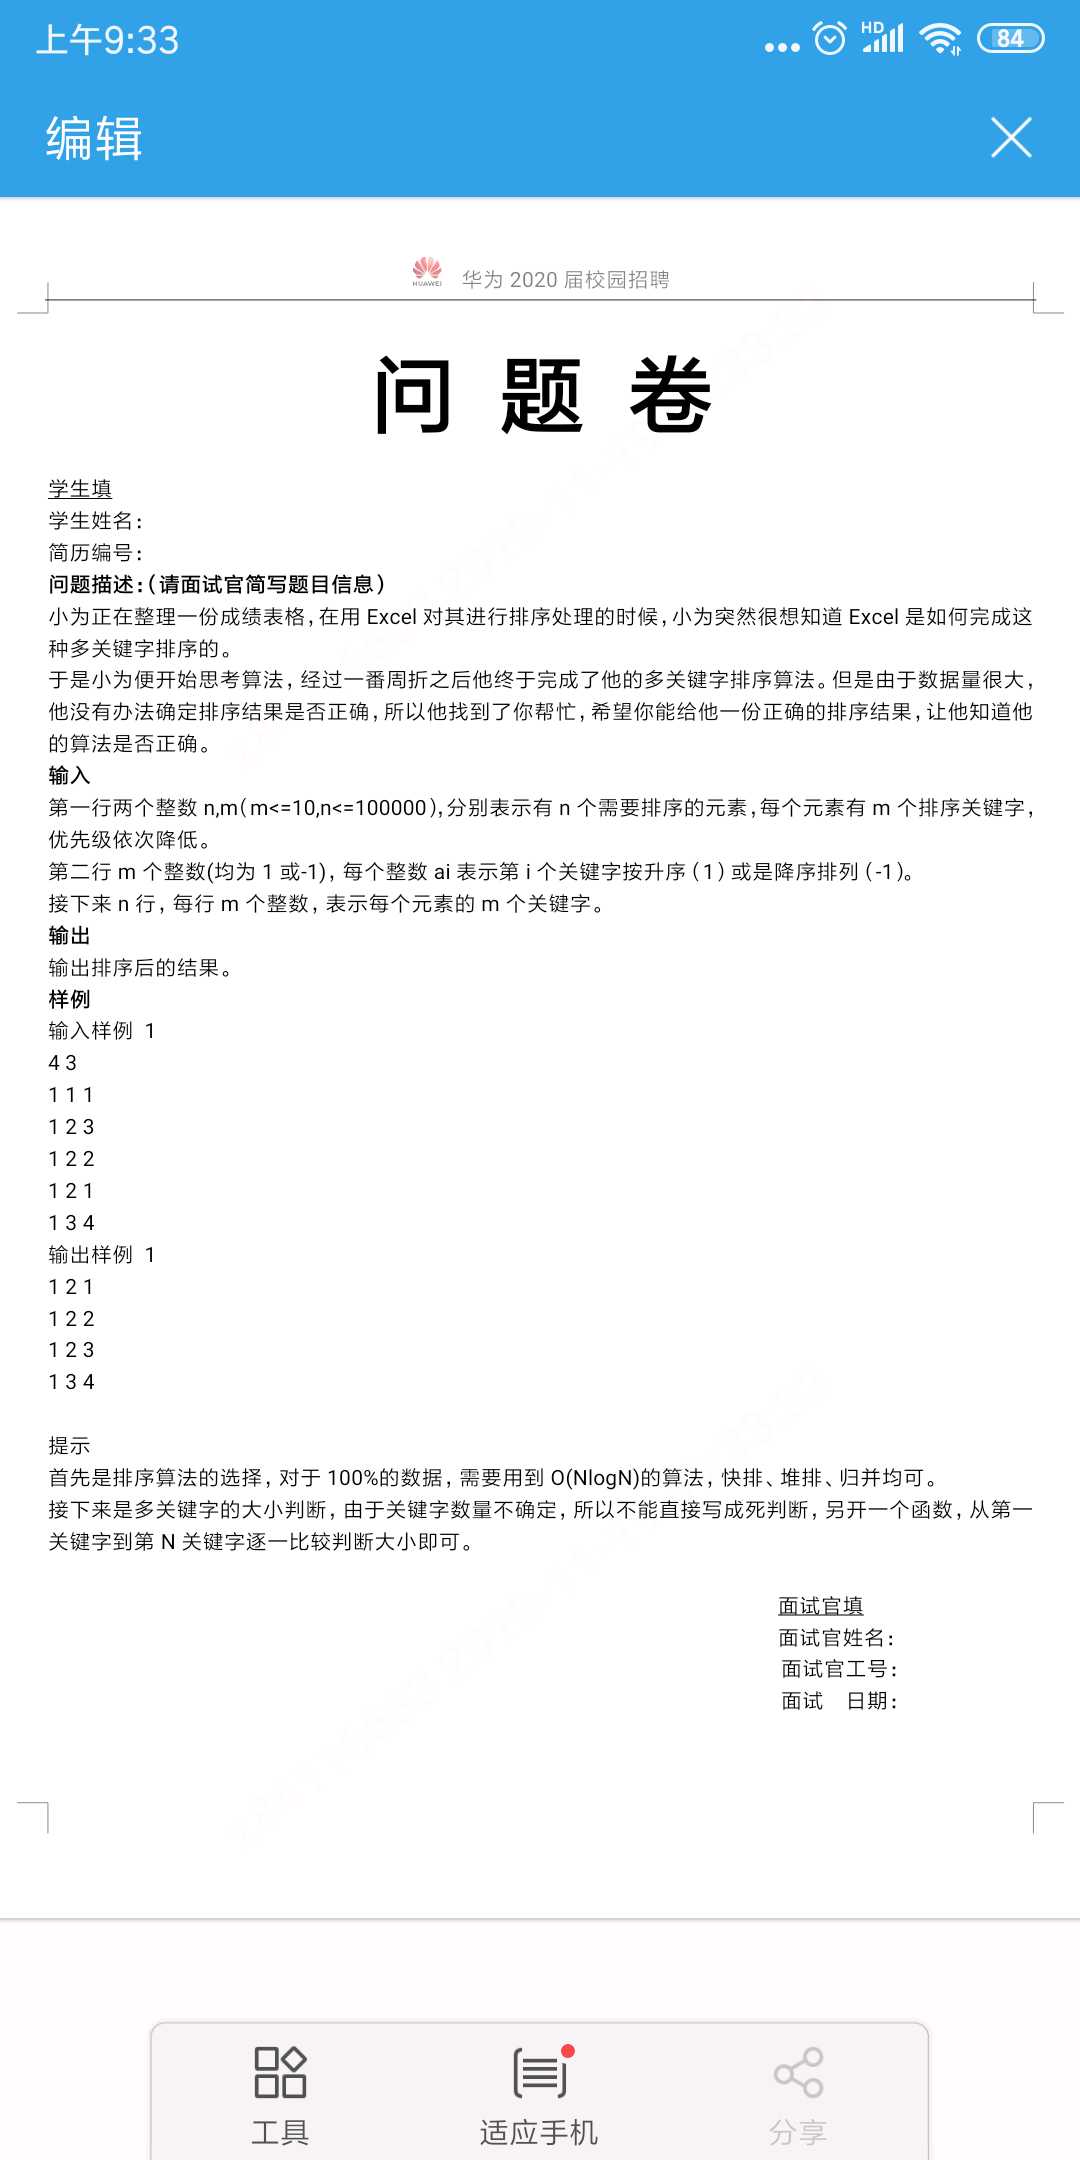 上午9:33
HD
84
编辑
HUAWEI
华为 2020 届校园招聘
问 题 卷
学生填
学生姓名：
简历编号：
问题描述：（请面试官简写题目信息）
小为正在整理一份成绩表格，在用 Excel 对其进行排序处理的时候，小为突然很想知道 Excel 是如何完成这
种多关键字排序的。
于是小为便开始思考算法，经过一番周折之后他终于完成了他的多关键字排序算法。但是由于数据量很大，
他没有办法确定排序结果是否正确，所以他找到了你帮忙，希望你能给他一份正确的排序结果，让他知道他
的算法是否正确。
输入
第一行两个整数 n,m（m<=10,n<=100000），分别表示有 n 个需要排序的元素，每个元素有 m 个排序关键字，
优先级依次降低。
第二行 m 个整数(均为 1 或-1)，每个整数 ai 表示第 i 个关键字按升序（1）或是降序排列（-1）。
接下来 n 行，每行 m 个整数，表示每个元素的 m 个关键字。
输出
输出排序后的结果。
样例
输入样例 1
4 3
1 1 1
1 2 3
1 2 2
1 2 1
1 3 4
输出样例 1
1 2 1
1 2 2
1 2 3
1 3 4
提示
首先是排序算法的选择，对于 100%的数据，需要用到 O(NlogN)的算法，快排、堆排、归并均可。
接下来是多关键字的大小判断，由于关键字数量不确定，所以不能直接写成死判断，另开一个函数，从第一
关键字到第 N 关键字逐一比较判断大小即可。
面试官填
面试官姓名：
面试官工号：
面试 日期：
工具
适应手机
分享